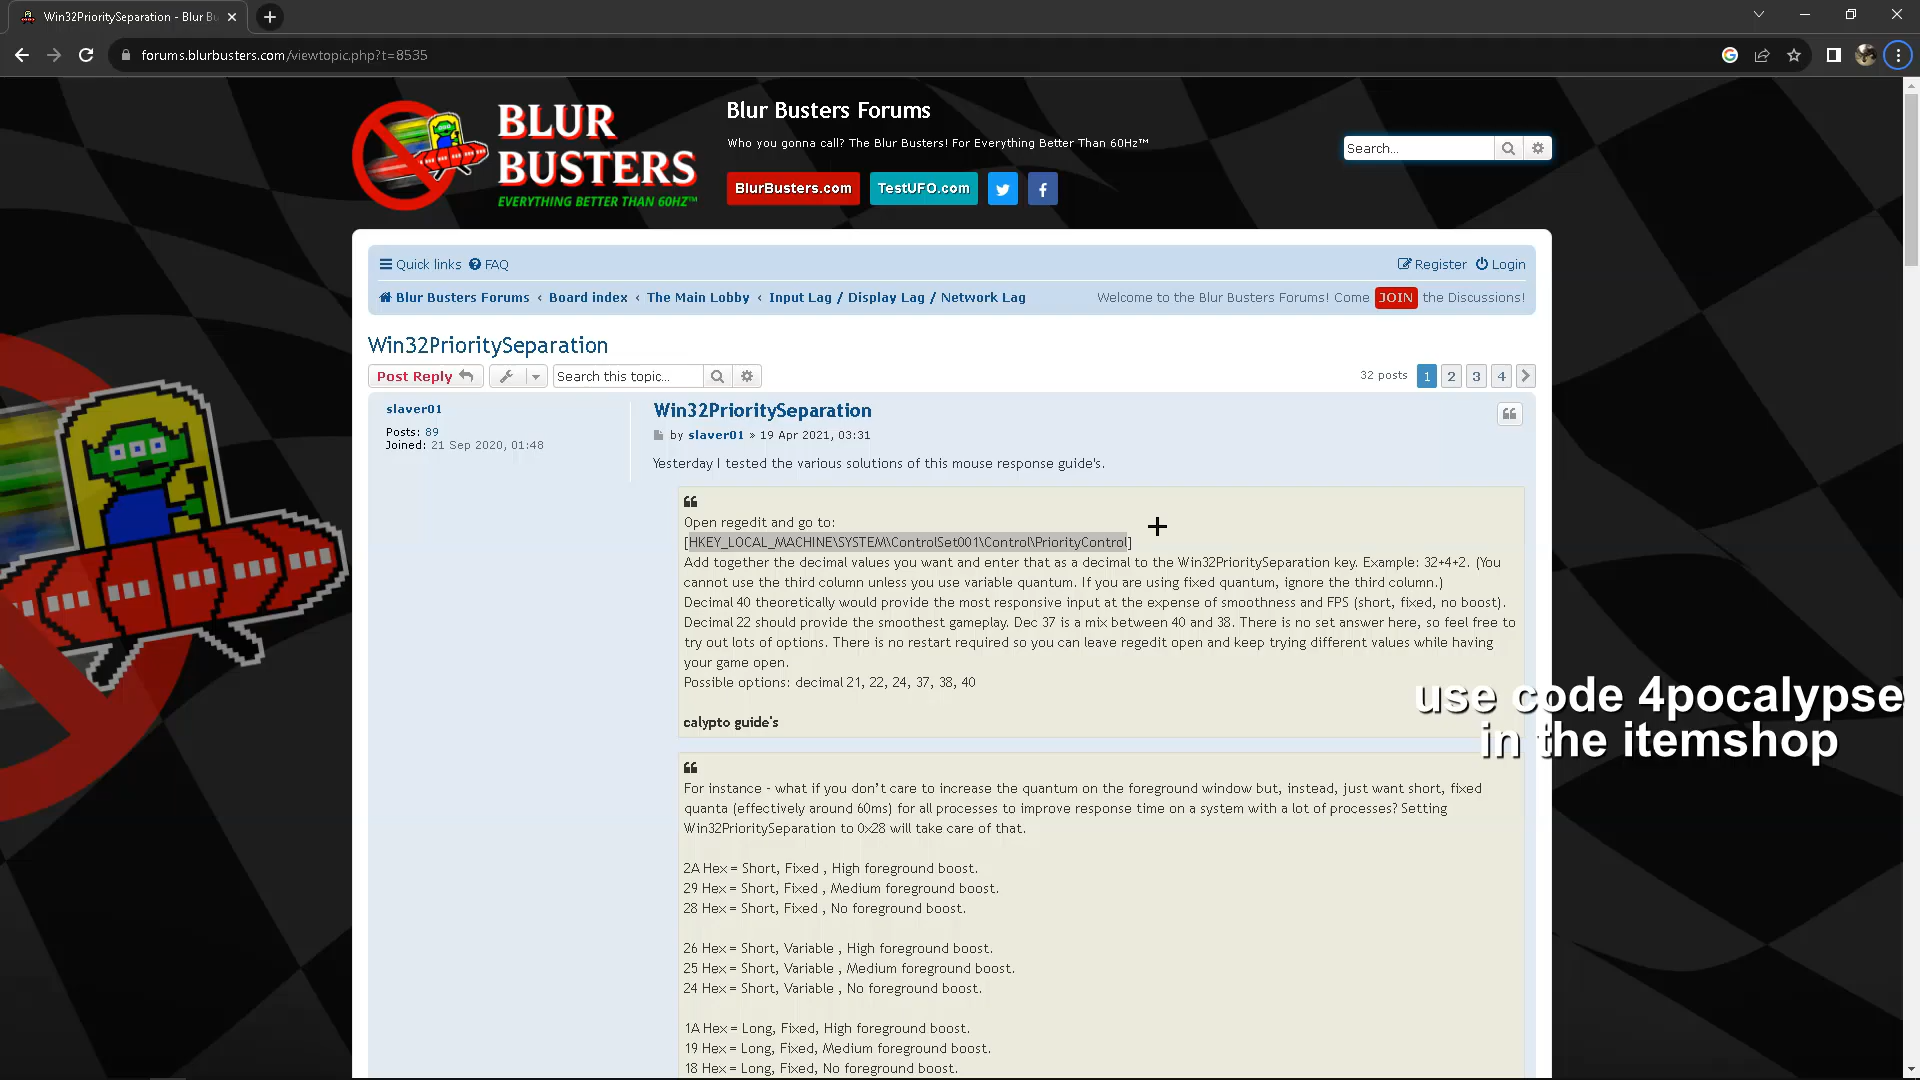 Win32PrioritySeparation - Blur Bu
forums.blurbusters.com/viewtopic.php?t=8535
BLUR
BUSTERS
EVERYTHING BETTER THAN 60HZ™
Blur Busters Forums
Who you gonna call? The Blur Busters! For Everything Better Than 60Hz™
BlurBusters.com
TestUFO.com
Search…
Quick links
FAQ
Register
Login
Blur Busters Forums ‹ Board index ‹ The Main Lobby ‹ Input Lag / Display Lag / Network Lag
Welcome to the Blur Busters Forums! Come JOIN the Discussions!
Win32PrioritySeparation
Post Reply
Search this topic…
32 posts 1 2 3 4
slaver01
Posts: 89
Joined: 21 Sep 2020, 01:48
Win32PrioritySeparation
by slaver01 » 19 Apr 2021, 03:31
Yesterday I tested the various solutions of this mouse response guide's.
Open regedit and go to:
[HKEY_LOCAL_MACHINE\SYSTEM\ControlSet001\Control\PriorityControl]
Add together the decimal values you want and enter that as a decimal to the Win32PrioritySeparation key. Example: 32+4+2. (You
cannot use the third column unless you use variable quantum. If you are using fixed quantum, ignore the third column.)
Decimal 40 theoretically would provide the most responsive input at the expense of smoothness and FPS (short, fixed, no boost).
Decimal 22 should provide the smoothest gameplay. Dec 37 is a mix between 40 and 38. There is no set answer here, so feel free to
try out lots of options. There is no restart required so you can leave regedit open and keep trying different values while having
your game open.
Possible options: decimal 21, 22, 24, 37, 38, 40
calypto guide's
use code 4pocalypse
in the itemshop
For instance - what if you don’t care to increase the quantum on the foreground window but, instead, just want short, fixed
quanta (effectively around 60ms) for all processes to improve response time on a system with a lot of processes? Setting
Win32PrioritySeparation to 0x28 will take care of that.
2A Hex = Short, Fixed , High foreground boost.
29 Hex = Short, Fixed , Medium foreground boost.
28 Hex = Short, Fixed , No foreground boost.
26 Hex = Short, Variable , High foreground boost.
25 Hex = Short, Variable , Medium foreground boost.
24 Hex = Short, Variable , No foreground boost.
1A Hex = Long, Fixed, High foreground boost.
19 Hex = Long, Fixed, Medium foreground boost.
18 Hex = Long, Fixed, No foreground boost.